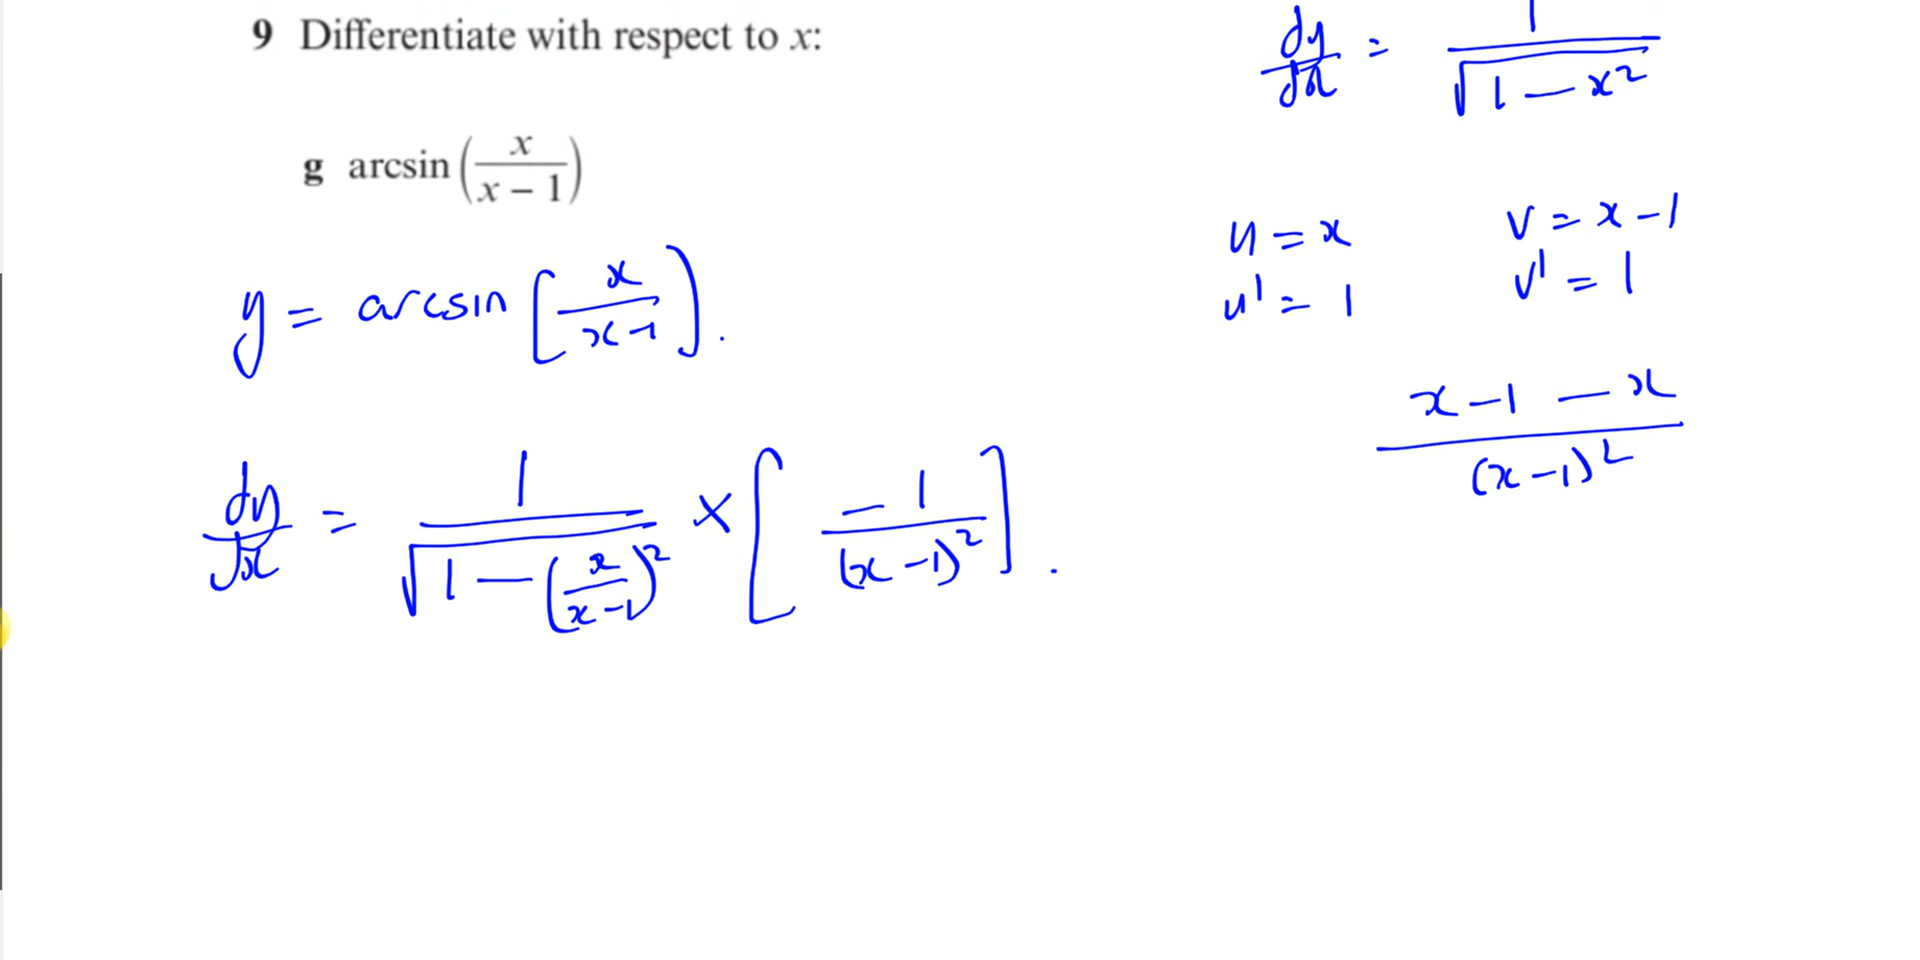 9 Differentiate with respect to x:
g arcsin(x/(x − 1))
y = arcsin[x/(x-1)).
dy/dx = 1/√(1 − (x/(x-1))²) × [−1/(x-1)²].
dy/dx = 1/√(1 − x²)
u = x v = x-1
u' = 1 v' = 1
(x-1 − x)/(x-1)²